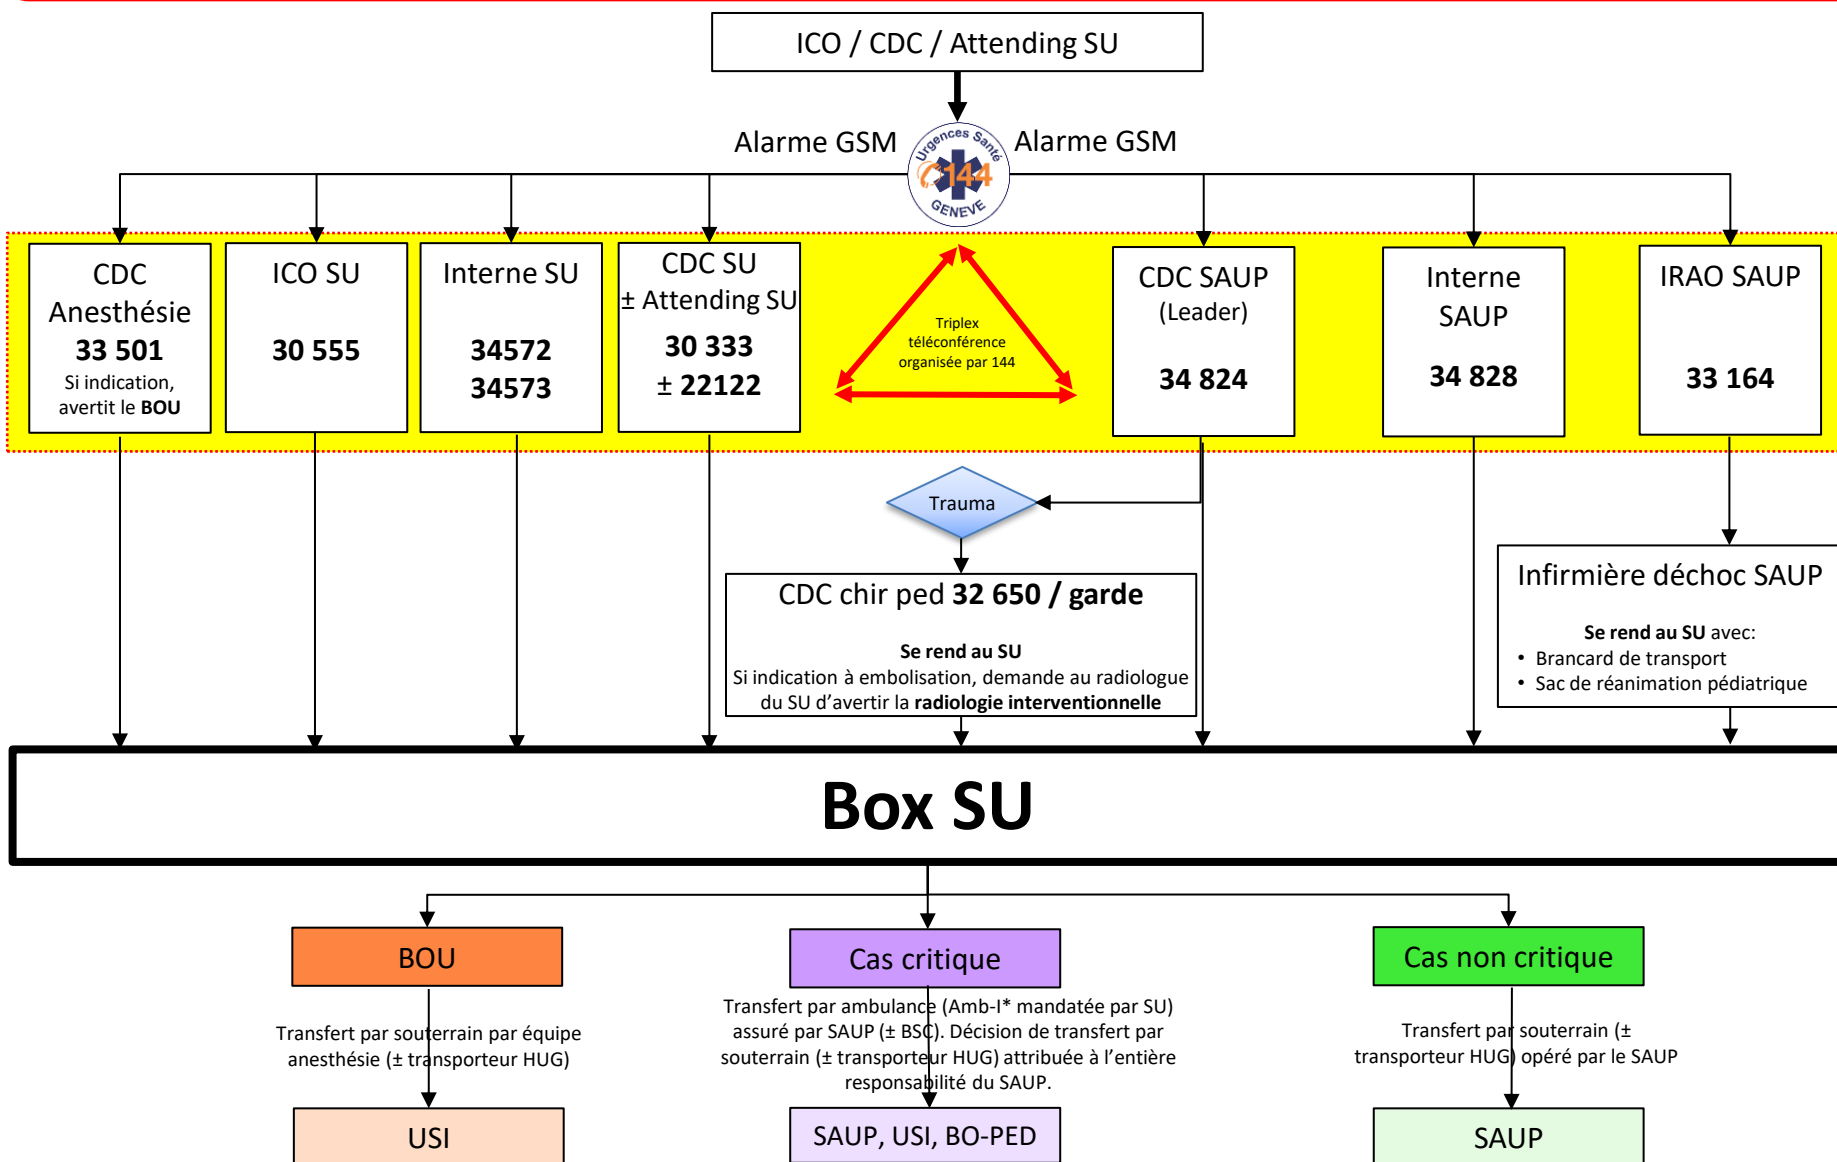 ICO / CDC / Attending SU
Alarme GSM
Urgences Santé
144
GENEVE
Alarme GSM
CDC
Anesthésie
33 501
Si indication,
avertit le BOU
ICO SU
30 555
Interne SU
34572
34573
CDC SU
± Attending SU
30 333
± 22122
Triplex
téléconférence
organisée par 144
CDC SAUP
(Leader)
34 824
Interne
SAUP
34 828
IRAO SAUP
33 164
Trauma
CDC chir ped 32 650 / garde
Se rend au SU
Si indication à embolisation, demande au radiologue
du SU d’avertir la radiologie interventionnelle
Infirmière déchoc SAUP
Se rend au SU avec:
• Brancard de transport
• Sac de réanimation pédiatrique
Box SU
BOU
Transfert par souterrain par équipe
anesthésie (± transporteur HUG)
USI
Cas critique
Transfert par ambulance (Amb-I* mandatée par SU)
assuré par SAUP (± BSC). Décision de transfert par
souterrain (± transporteur HUG) attribuée à l’entière
responsabilité du SAUP.
SAUP, USI, BO-PED
Cas non critique
Transfert par souterrain (±
transporteur HUG) opéré par le SAUP
SAUP